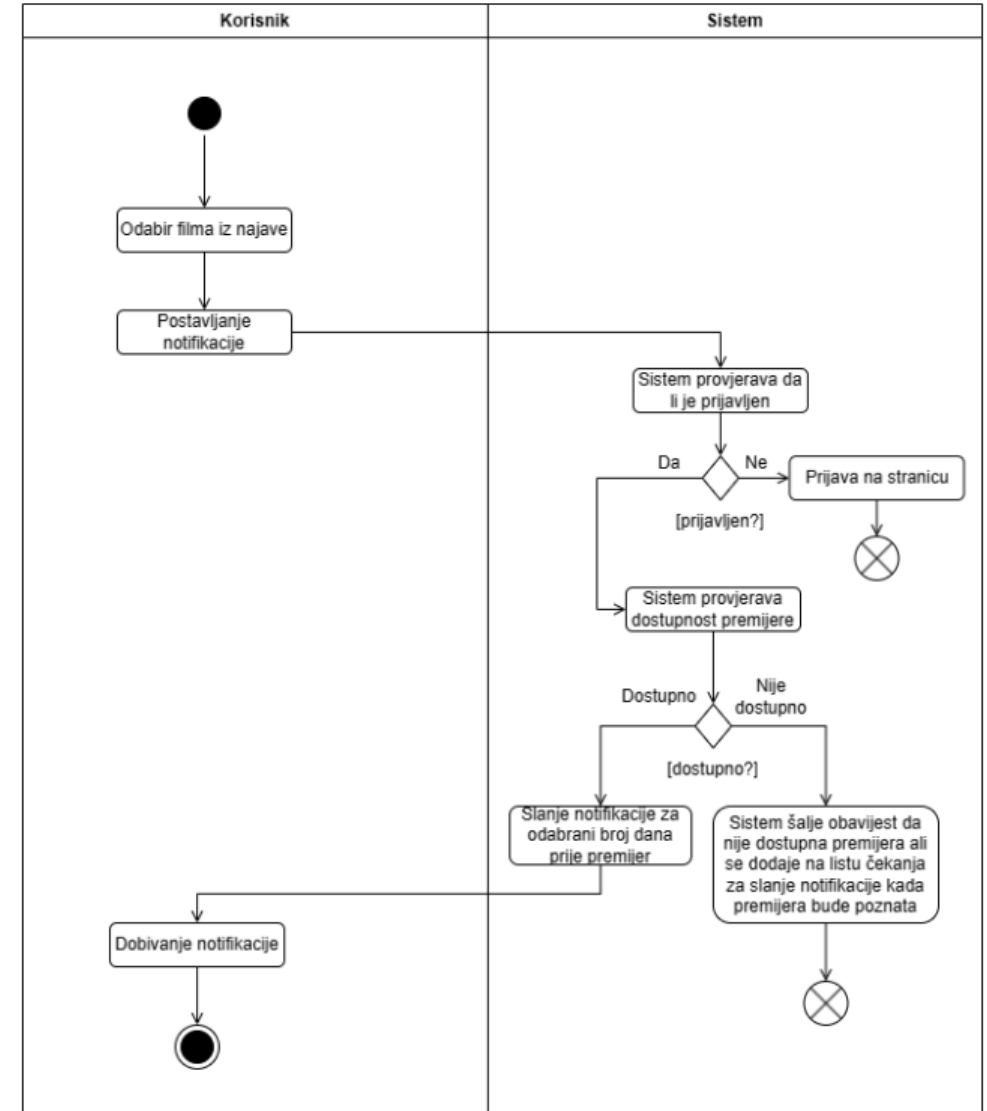 Korisnik
Sistem
Odabir filma iz najave
Postavljanje
notifikacije
Sistem provjerava da
li je prijavljen
Da
Ne
Prijava na stranicu
[prijavljen?]
Sistem provjerava
dostupnost premijere
Dostupno
Nije
dostupno
[dostupno?]
Slanje notifikacije za
odabrani broj dana
prije premijer
Sistem šalje obavijest da
nije dostupna premijera ali
se dodaje na listu čekanja
za slanje notifikacije kada
premijera bude poznata
Dobivanje notifikacije